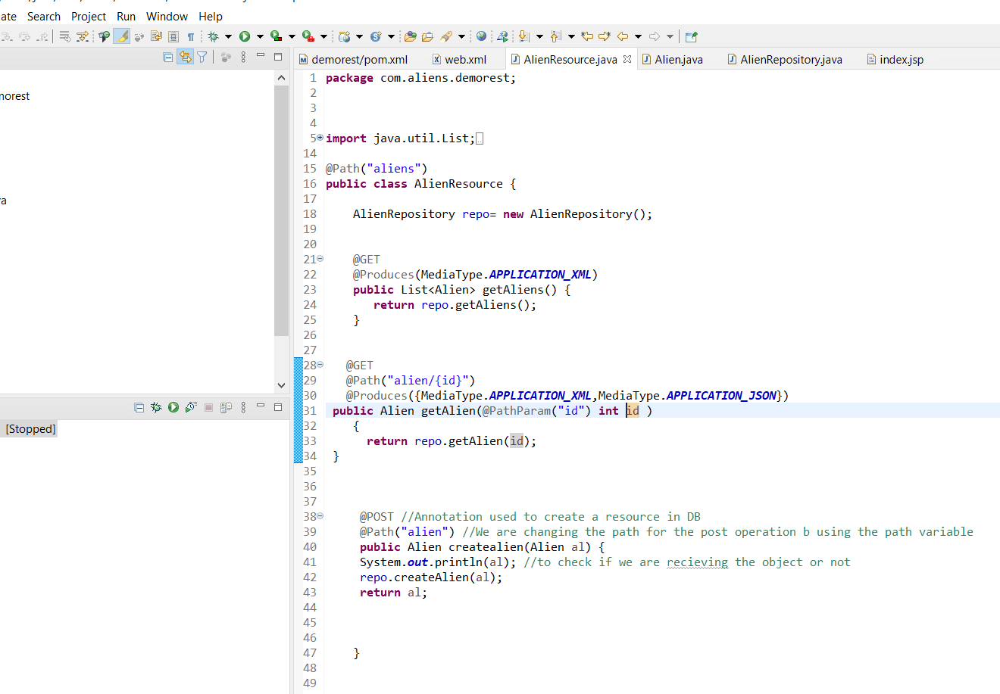 ate Search Project Run Window Help
demorest/pom.xml web.xml AlienResource.java Alien.java AlienRepository.java index.jsp
morest
va
[Stopped]
1 package com.aliens.demorest;
2
3
4
5 import java.util.List;
14
15 @Path("aliens")
16 public class AlienResource {
17
18 AlienRepository repo= new AlienRepository();
19
20
21 @GET
22 @Produces(MediaType.APPLICATION_XML)
23 public List<Alien> getAliens() {
24 return repo.getAliens();
25 }
26
27
28 @GET
29 @Path("alien/{id}")
30 @Produces({MediaType.APPLICATION_XML,MediaType.APPLICATION_JSON})
31 public Alien getAlien(@PathParam("id") int id )
32 {
33 return repo.getAlien(id);
34 }
35
36
37
38 @POST //Annotation used to create a resource in DB
39 @Path("alien") //We are changing the path for the post operation b using the path variable
40 public Alien createalien(Alien al) {
41 System.out.println(al); //to check if we are recieving the object or not
42 repo.createAlien(al);
43 return al;
44
45
46
47 }
48
49